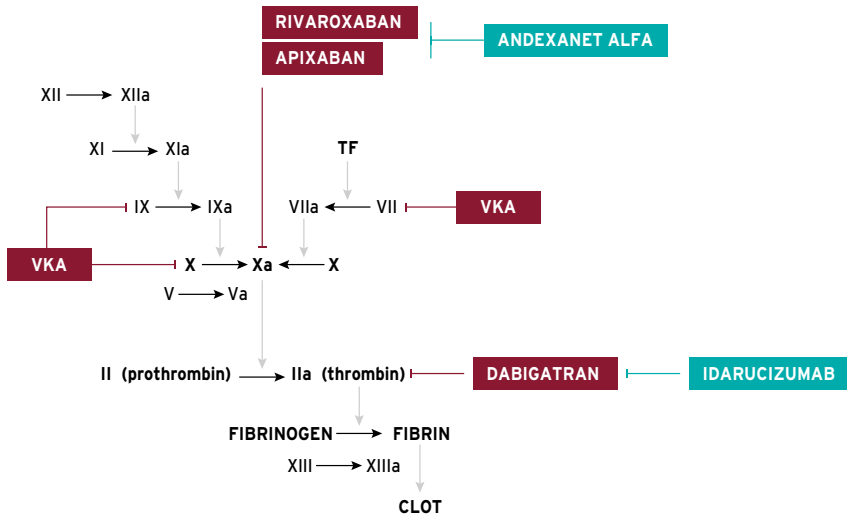 RIVAROXABAN
APIXABAN
ANDEXANET ALFA
XII XIIa
XI XIa
TF
IX IXa
VIIa VII
VKA
VKA
X Xa X
V Va
II (prothrombin) IIa (thrombin)
DABIGATRAN
IDARUCIZUMAB
FIBRINOGEN FIBRIN
XIII XIIIa
CLOT